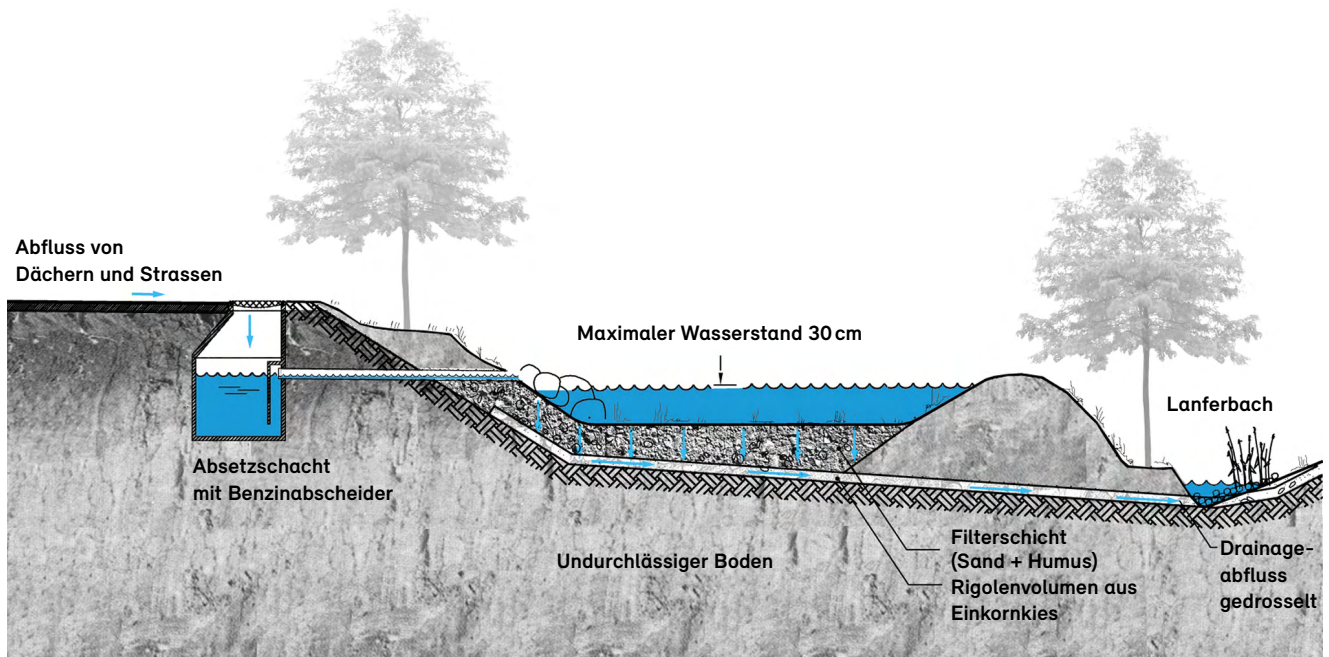 Abfluss von
Dächern und Strassen
Maximaler Wasserstand 30 cm
Lanferbach
Absetzschacht
mit Benzinabscheider
Undurchlässiger Boden
Filterschicht
(Sand + Humus)
Rigolenvolumen aus
Einkornkies
Drainage-
abfluss
gedrosselt